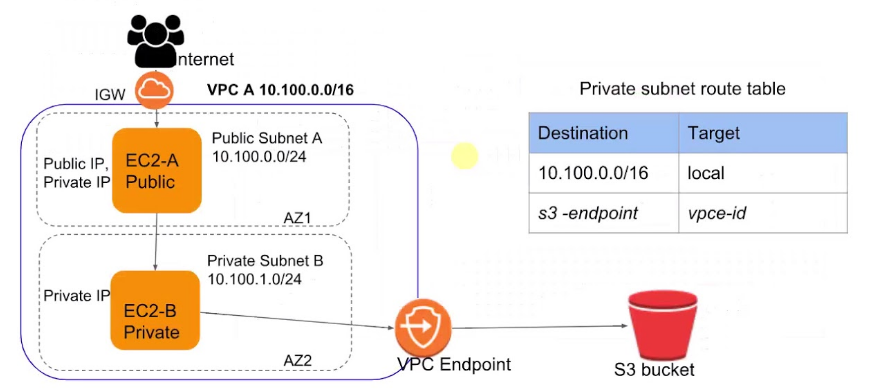 Internet
IGW
VPC A 10.100.0.0/16
Public Subnet A
10.100.0.0/24
Public IP,
Private IP
EC2-A
Public
AZ1
Private Subnet B
10.100.1.0/24
Private IP
EC2-B
Private
AZ2
VPC Endpoint
S3 bucket
Private subnet route table
Destination Target
10.100.0.0/16 local
s3 -endpoint vpce-id